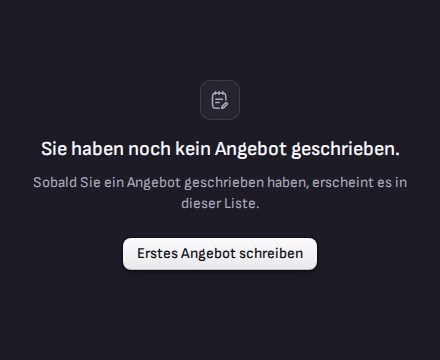 Sie haben noch kein Angebot geschrieben.
Sobald Sie ein Angebot geschrieben haben, erscheint es in
dieser Liste.
Erstes Angebot schreiben